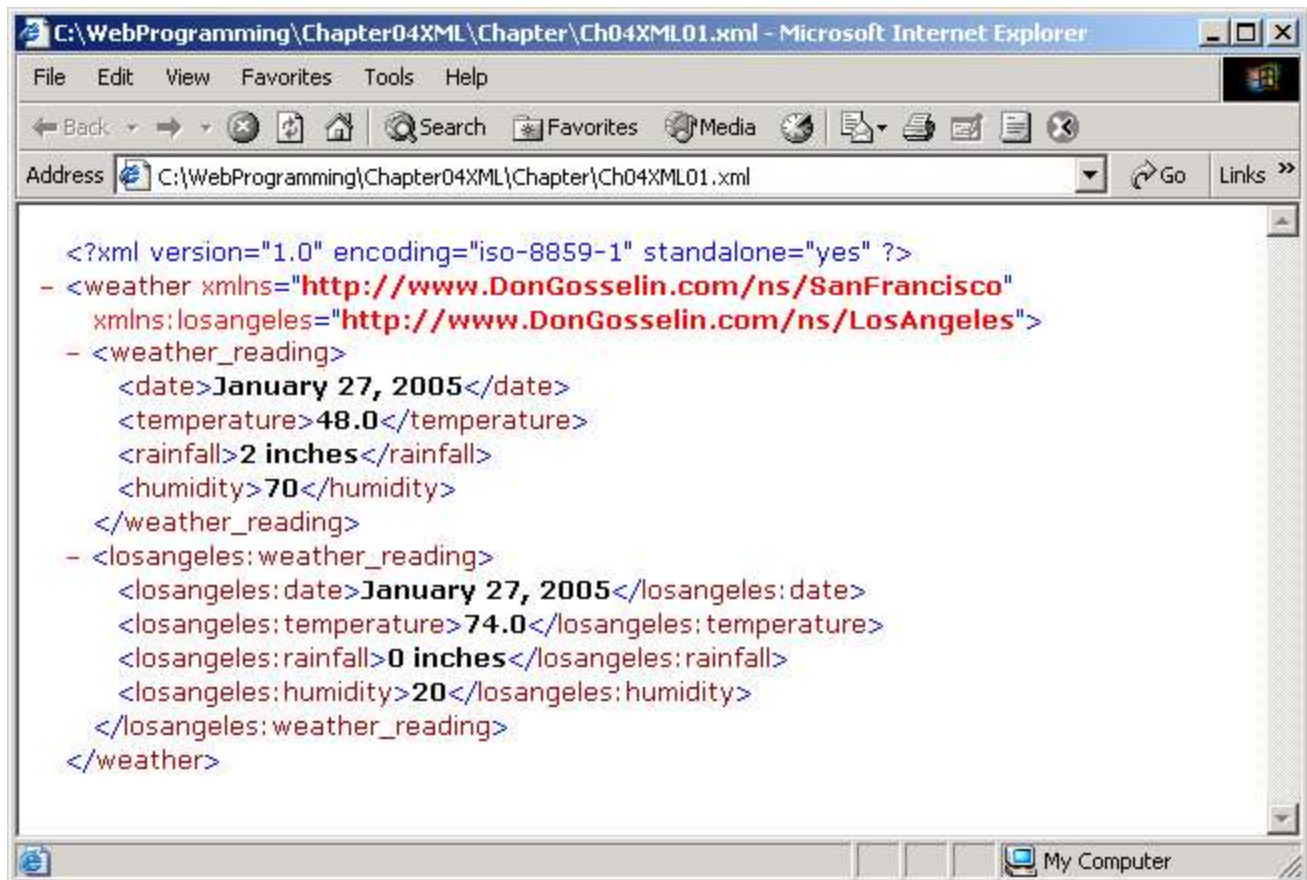 C:\WebProgramming\Chapter04XML\Chapter\Ch04XML01.xml - Microsoft Internet Explorer
File Edit View Favorites Tools Help
Back Search Favorites Media
Address C:\WebProgramming\Chapter04XML\Chapter\Ch04XML01.xml Go Links »
<?xml version="1.0" encoding="iso-8859-1" standalone="yes" ?>
- <weather xmlns="http://www.DonGosselin.com/ns/SanFrancisco"
xmlns:losangeles="http://www.DonGosselin.com/ns/LosAngeles">
- <weather_reading>
<date>January 27, 2005</date>
<temperature>48.0</temperature>
<rainfall>2 inches</rainfall>
<humidity>70</humidity>
</weather_reading>
- <losangeles:weather_reading>
<losangeles:date>January 27, 2005</losangeles:date>
<losangeles:temperature>74.0</losangeles:temperature>
<losangeles:rainfall>0 inches</losangeles:rainfall>
<losangeles:humidity>20</losangeles:humidity>
</losangeles:weather_reading>
</weather>
My Computer